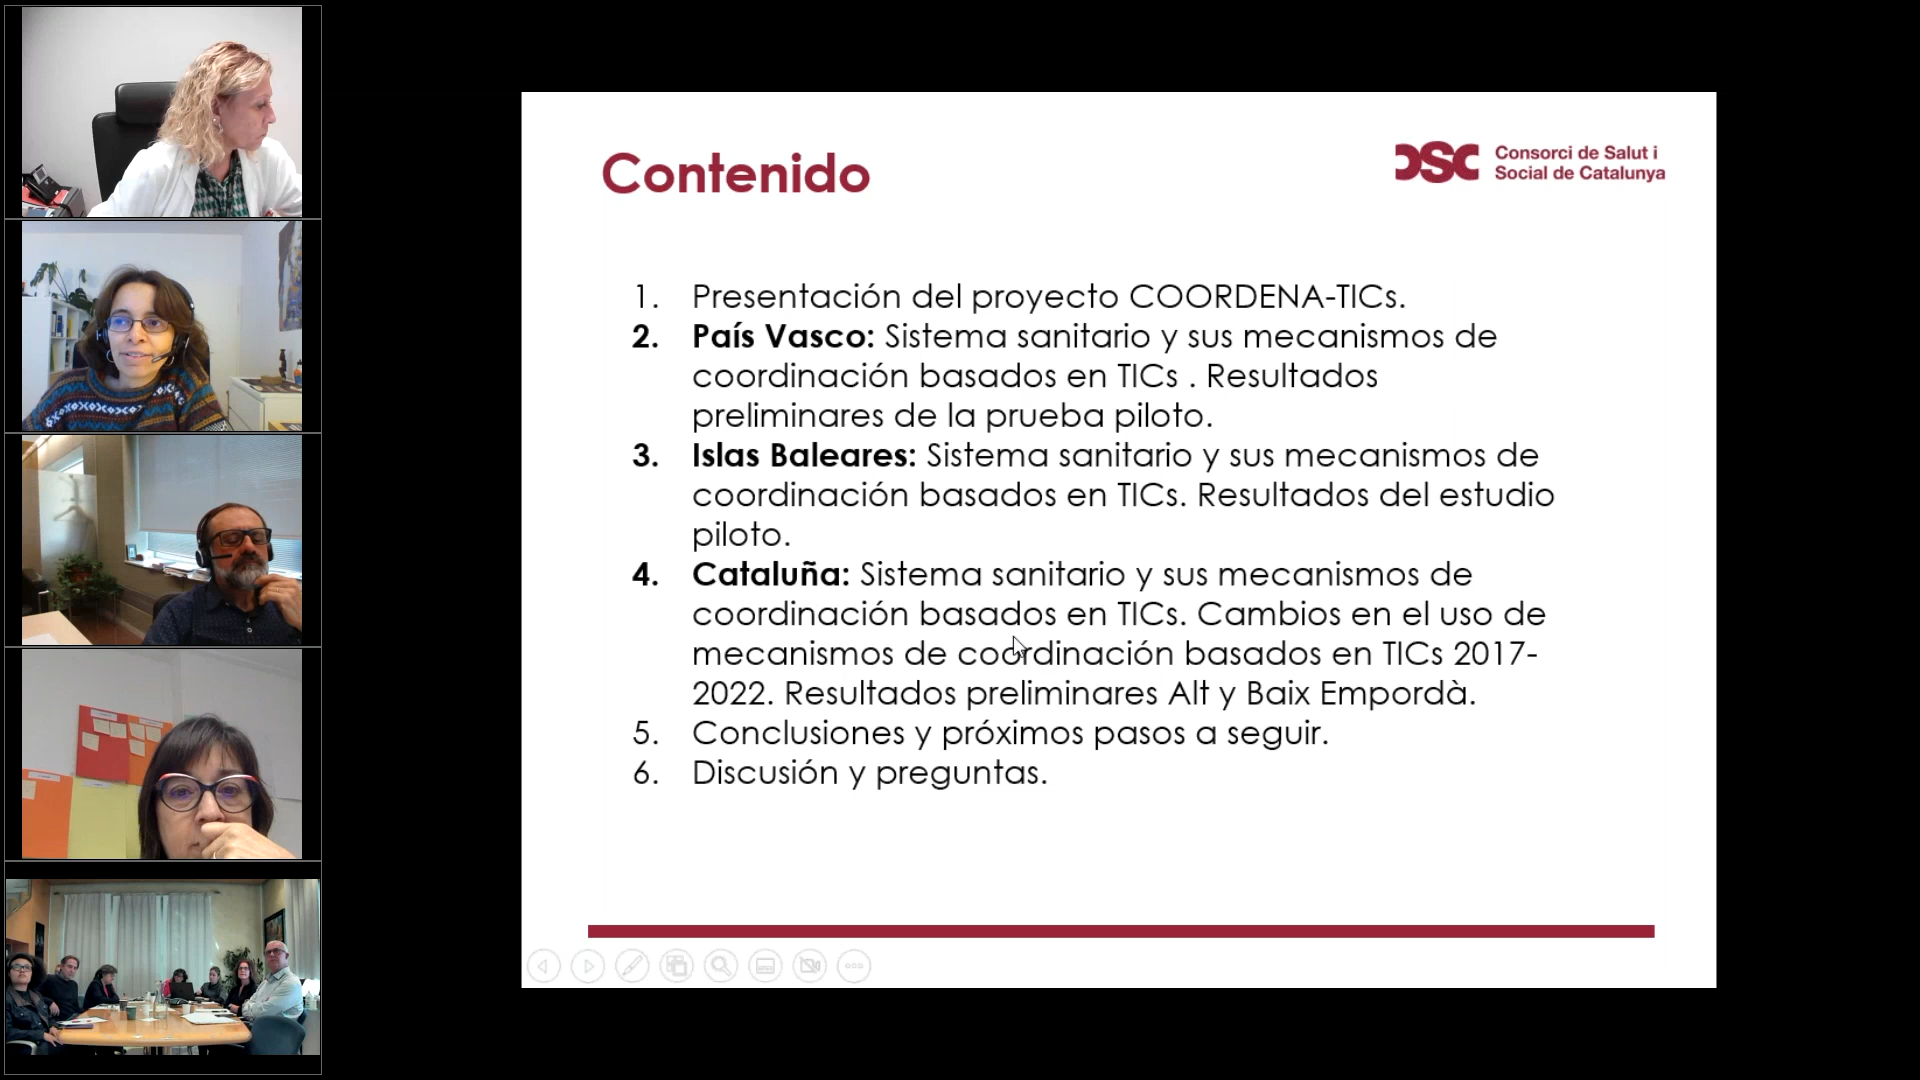 Contenido
CSC Consorci de Salut i
Social de Catalunya
1. Presentación del proyecto COORDENA-TICs.
2. País Vasco: Sistema sanitario y sus mecanismos de
coordinación basados en TICs . Resultados
preliminares de la prueba piloto.
3. Islas Baleares: Sistema sanitario y sus mecanismos de
coordinación basados en TICs. Resultados del estudio
piloto.
4. Cataluña: Sistema sanitario y sus mecanismos de
coordinación basados en TICs. Cambios en el uso de
mecanismos de coordinación basados en TICs 2017-
2022. Resultados preliminares Alt y Baix Empordà.
5. Conclusiones y próximos pasos a seguir.
6. Discusión y preguntas.